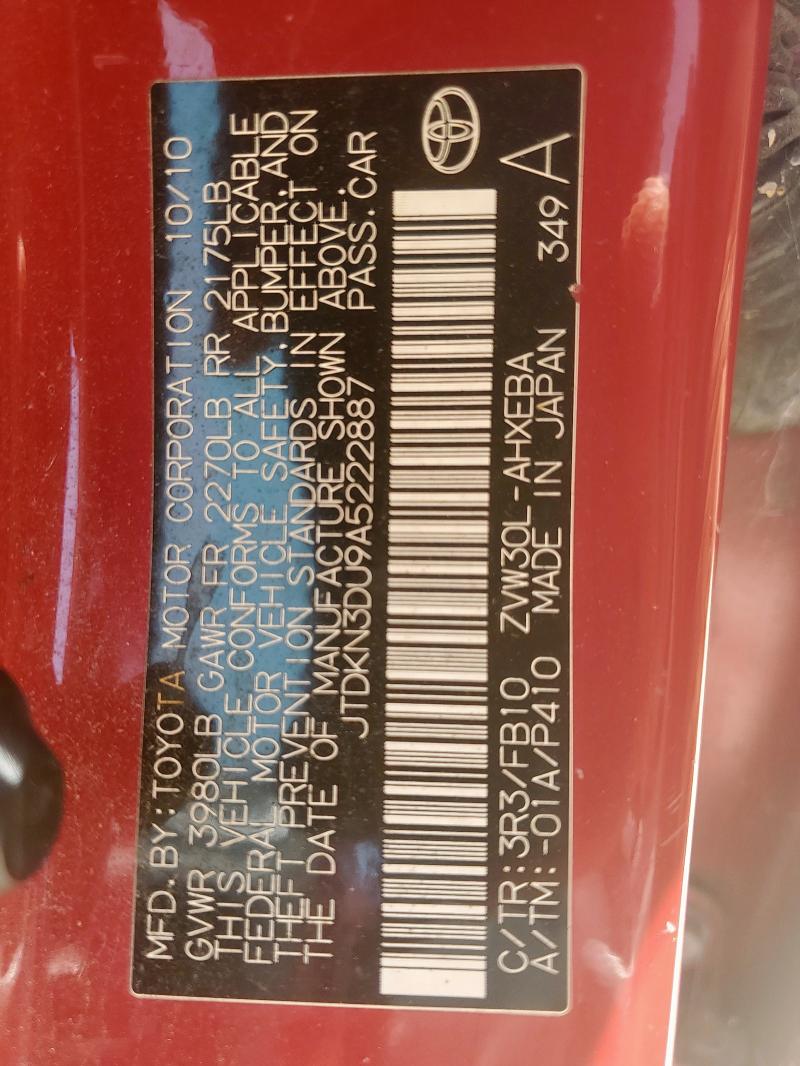 MFD.BY:TOYOTA MOTOR CORPORATION 10/10
GVWR 3980LB GAWR FR 2270LB RR 2175LB
THIS VEHICLE CONFORMS TO ALL APPLICABLE
FEDERAL MOTOR VEHICLE SAFETY,BUMPER,AND
THEFT PREVENTION STANDARDS IN EFFECT ON
THE DATE OF MANUFACTURE SHOWN ABOVE.
JTDKN3DU9A5222887 PASS.CAR
C/TR:3R3/FB10 ZVW30L-AHXEBA 349 A
A/TM:-01A/P410 MADE IN JAPAN